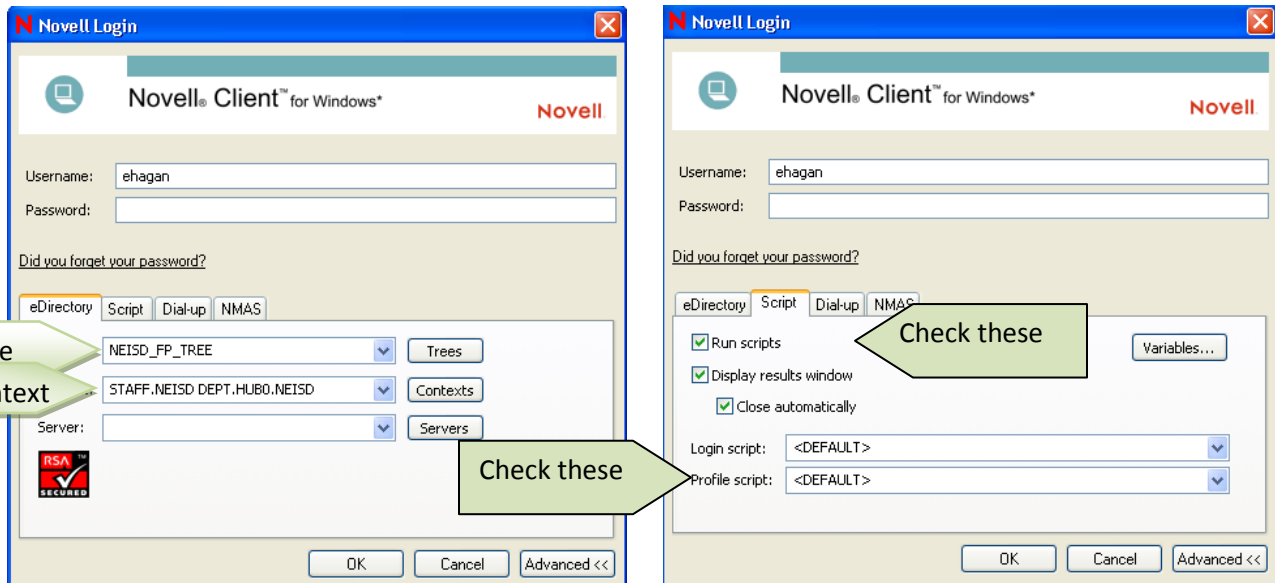 Novell Login
Novell® Client™ for Windows*
Novell
Username: ehagan
Password:
Did you forget your password?
eDirectory Script Dial-up NMAS
NEISD_FP_TREE Trees
STAFF.NEISD DEPT.HUB0.NEISD Contexts
Server: Servers
RSA™
SECURED
OK Cancel Advanced <<
Novell Login
Novell® Client™ for Windows*
Novell
Username: ehagan
Password:
Did you forget your password?
eDirectory Script Dial-up NMAS
Check these
Run scripts
Variables...
Display results window
Close automatically
Login script: <DEFAULT>
Check these
Profile script: <DEFAULT>
OK Cancel Advanced <<